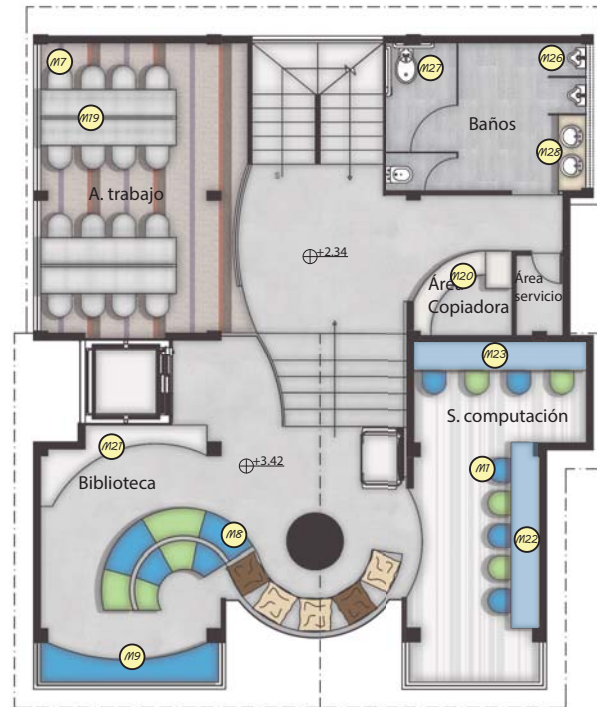 M7
M19
A. trabajo
M27
M26
Baños
M28
+2.34
M20
Área
Copiadora
Área
servicio
M23
S. computación
M21
+3.42
Biblioteca
M1
M8
M22
M9